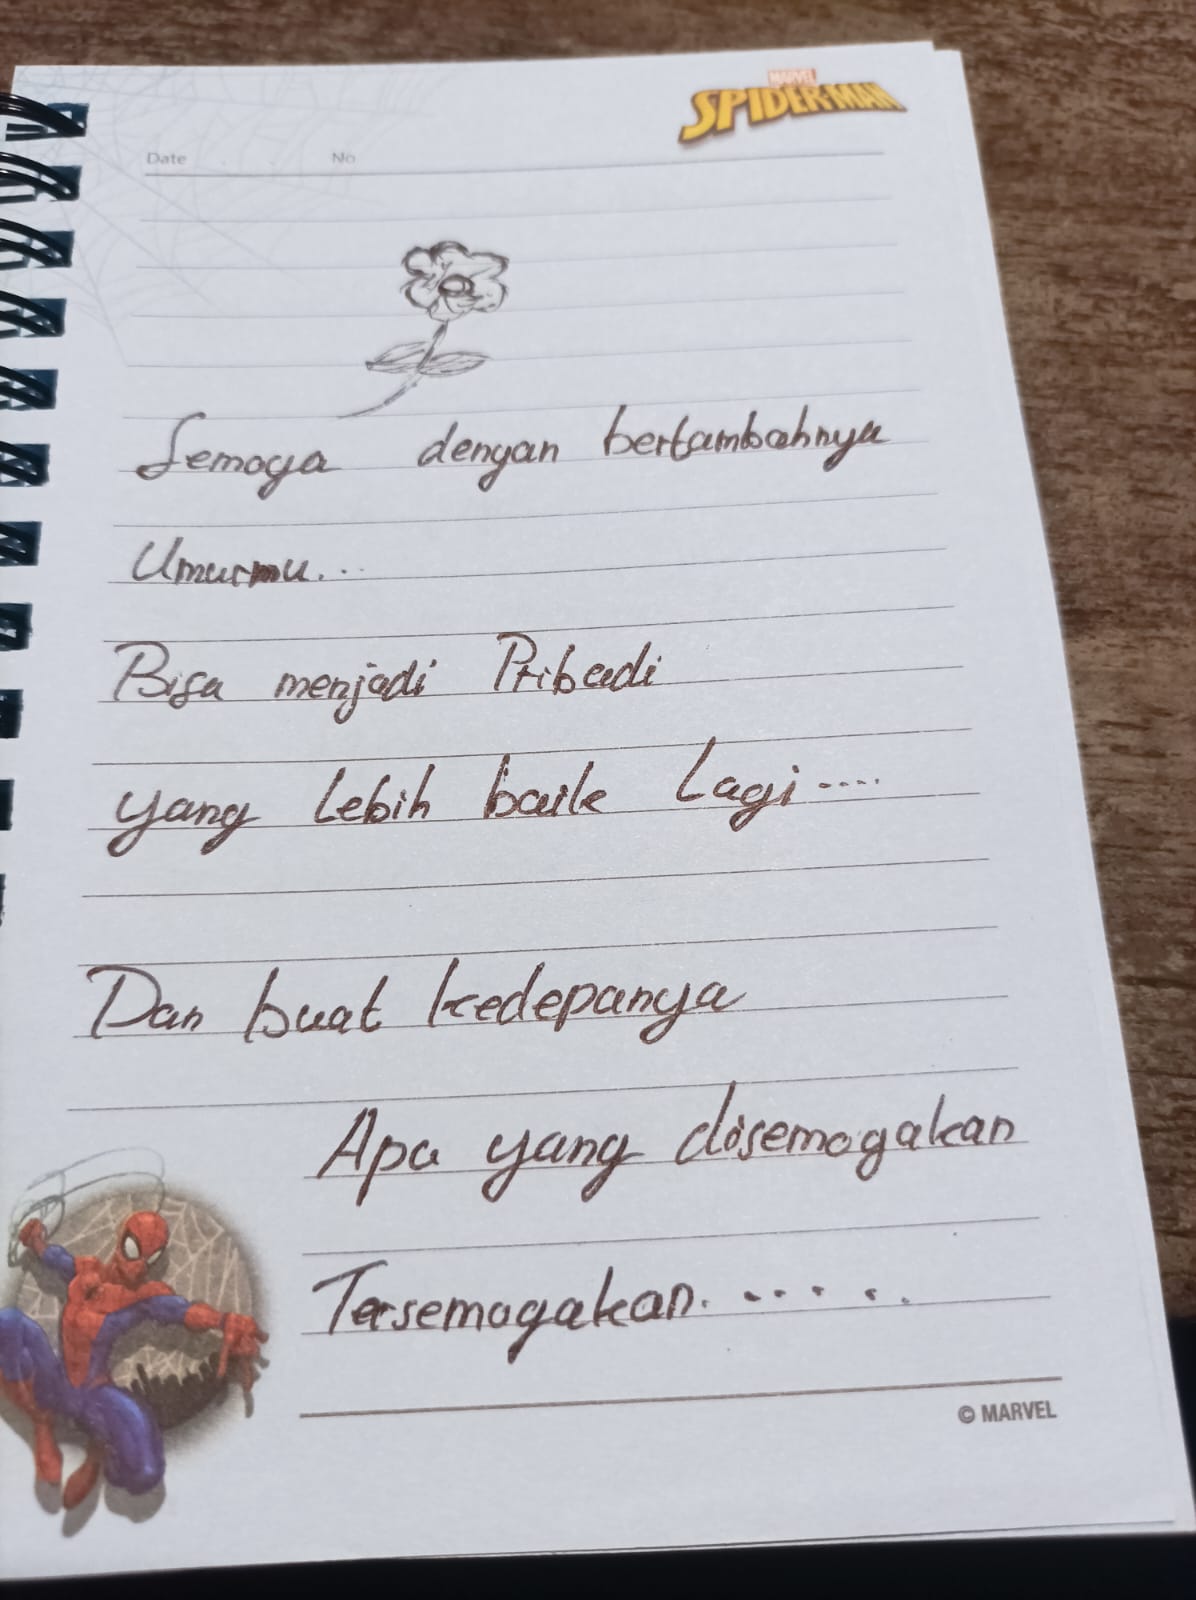 MARVEL
SPIDER-MAN
Date . . No
Semoga dengan bertambahnya
Umurmu...
Bisa menjadi Pribadi
yang Lebih baik Lagi....
Dan buat kedepanya
Apa yang disemogakan
Tersemogakan. . . . . . .
© MARVEL